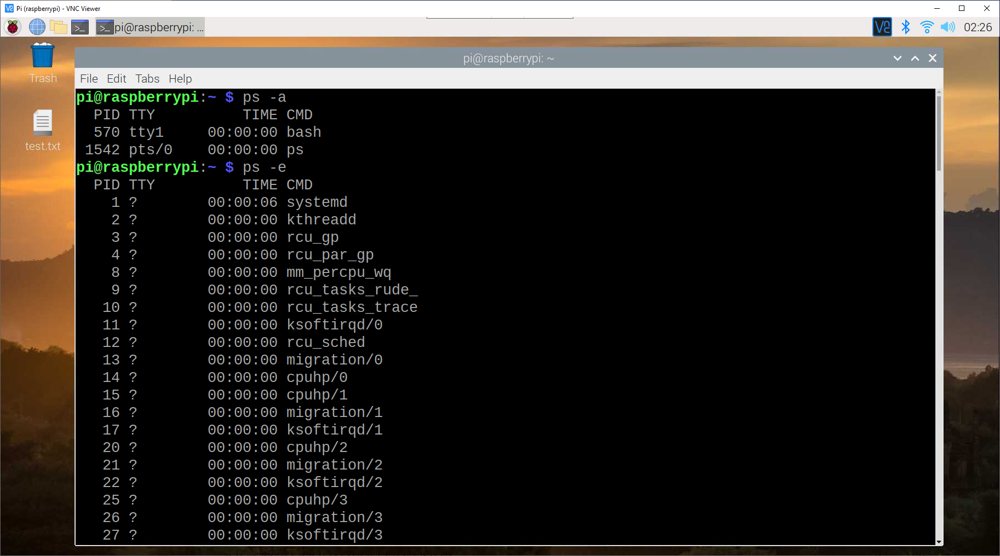 Pi (raspberrypi) - VNC Viewer
pi@raspberrypi: ...
02:26
Trash
test.txt
pi@raspberrypi: ~
File Edit Tabs Help
pi@raspberrypi:~ $ ps -a
  PID TTY          TIME CMD
  570 tty1     00:00:00 bash
 1542 pts/0    00:00:00 ps
pi@raspberrypi:~ $ ps -e
  PID TTY          TIME CMD
    1 ?        00:00:06 systemd
    2 ?        00:00:00 kthreadd
    3 ?        00:00:00 rcu_gp
    4 ?        00:00:00 rcu_par_gp
    8 ?        00:00:00 mm_percpu_wq
    9 ?        00:00:00 rcu_tasks_rude_
   10 ?        00:00:00 rcu_tasks_trace
   11 ?        00:00:00 ksoftirqd/0
   12 ?        00:00:00 rcu_sched
   13 ?        00:00:00 migration/0
   14 ?        00:00:00 cpuhp/0
   15 ?        00:00:00 cpuhp/1
   16 ?        00:00:00 migration/1
   17 ?        00:00:00 ksoftirqd/1
   20 ?        00:00:00 cpuhp/2
   21 ?        00:00:00 migration/2
   22 ?        00:00:00 ksoftirqd/2
   25 ?        00:00:00 cpuhp/3
   26 ?        00:00:00 migration/3
   27 ?        00:00:00 ksoftirqd/3